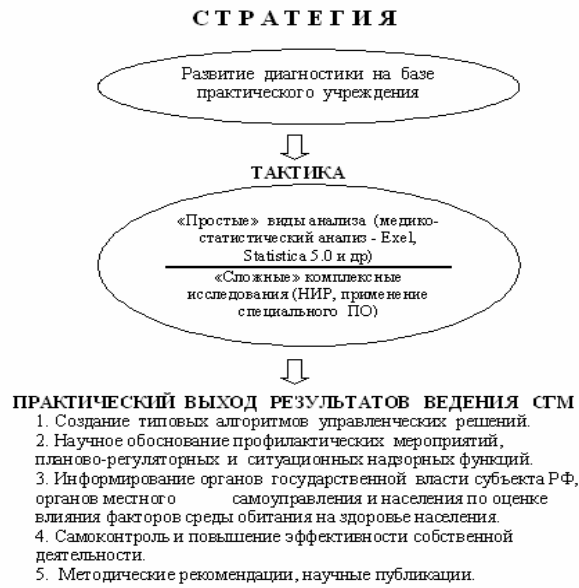 СТРАТЕГИЯ
Развитие диагностики на базе
практического учреждения
ТАКТИКА
«Простые» виды анализа (медико-
статистический анализ - Exel,
Statistica 5.0 и др)
«Сложные» комплексные
исследования (НИР, применение
специального ПО)
ПРАКТИЧЕСКИЙ ВЫХОД РЕЗУЛЬТАТОВ ВЕДЕНИЯ СГМ
1. Создание типовых алгоритмов управленческих решений.
2. Научное обоснование профилактических мероприятий,
планово-регуляторных и ситуационных надзорных функций.
3. Информирование органов государственной власти субъекта РФ,
органов местного самоуправления и населения по оценке
влияния факторов среды обитания на здоровье населения.
4. Самоконтроль и повышение эффективности собственной
деятельности.
5. Методические рекомендации, научные публикации.